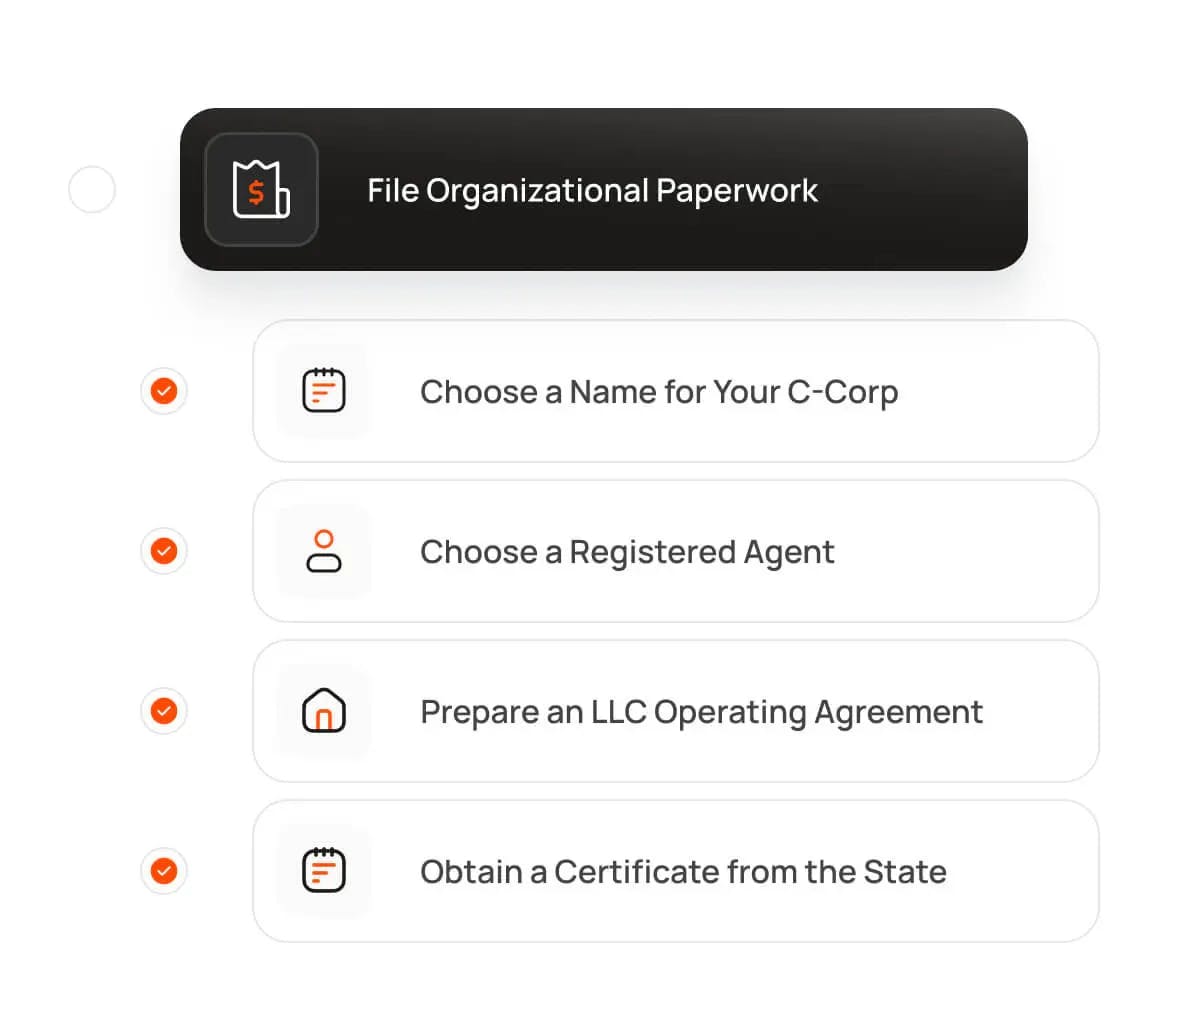 File Organizational Paperwork
Choose a Name for Your C-Corp
Choose a Registered Agent
Prepare an LLC Operating Agreement
Obtain a Certificate from the State